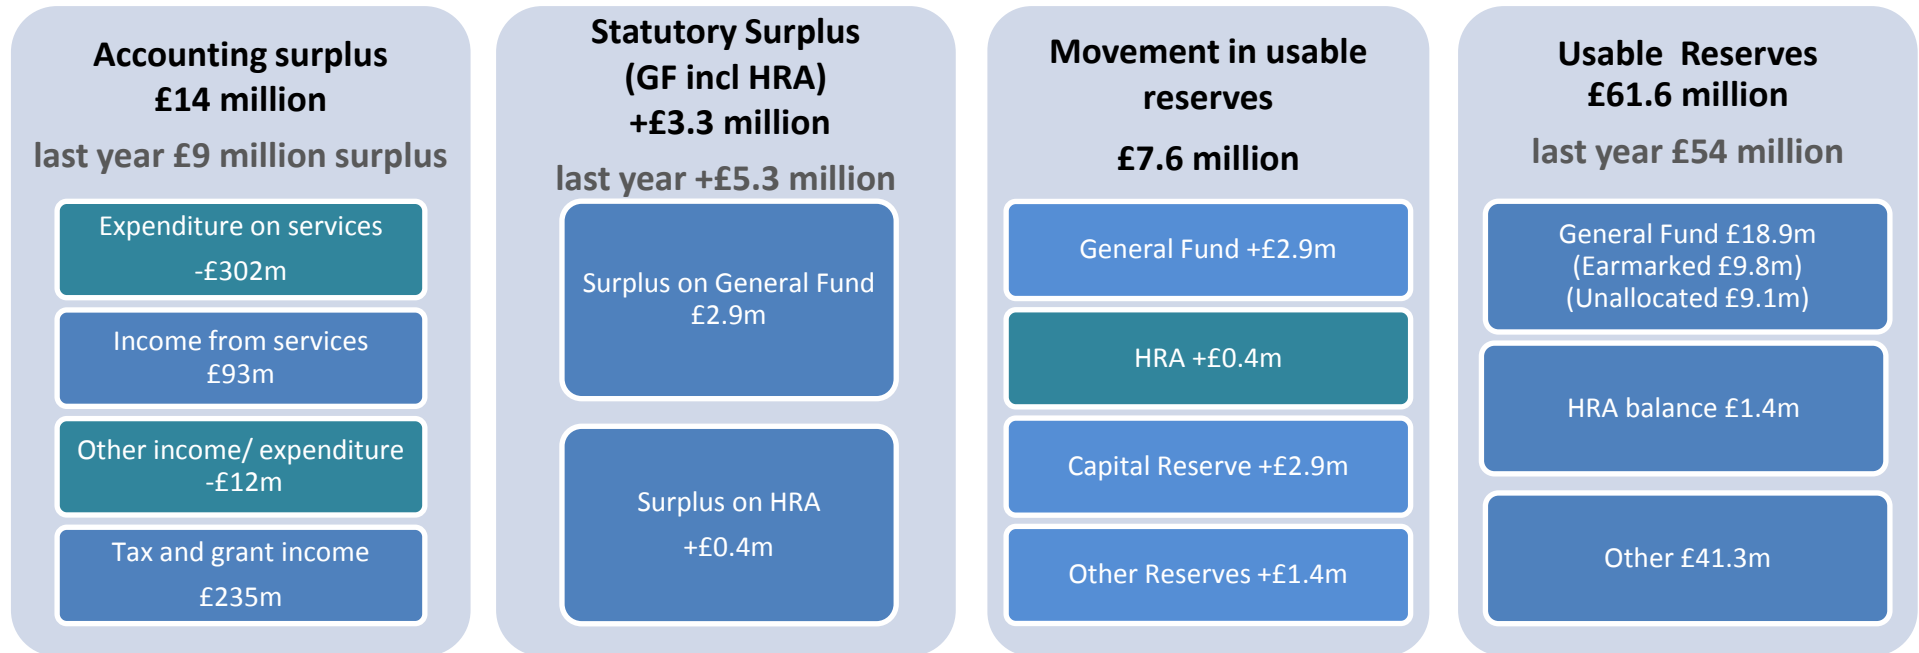 Accounting surplus
£14 million
last year £9 million surplus
Expenditure on services
-£302m
Income from services
£93m
Other income/ expenditure
-£12m
Tax and grant income
£235m
Statutory Surplus
(GF incl HRA)
+£3.3 million
last year +£5.3 million
Surplus on General Fund
£2.9m
Surplus on HRA
+£0.4m
Movement in usable
reserves
£7.6 million
General Fund +£2.9m
HRA +£0.4m
Capital Reserve +£2.9m
Other Reserves +£1.4m
Usable Reserves
£61.6 million
last year £54 million
General Fund £18.9m
(Earmarked £9.8m)
(Unallocated £9.1m)
HRA balance £1.4m
Other £41.3m